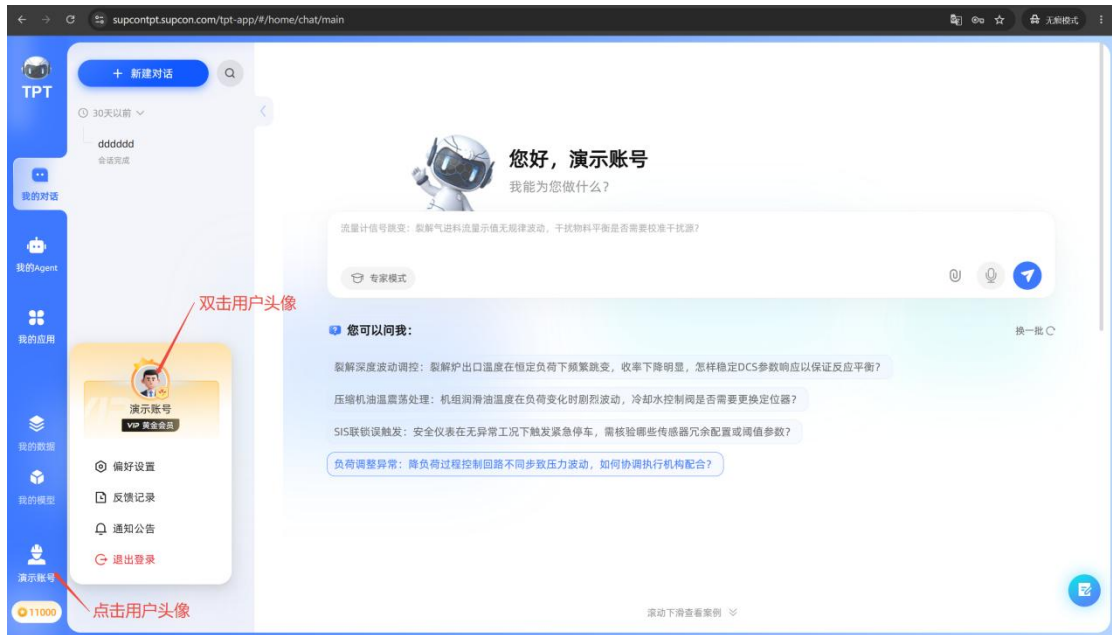 supcontpt.supcon.com/tpt-app/#/home/chat/main
无痕模式
TPT
+ 新建对话
30天以前
dddddd
会话完成
我的对话
我的Agent
我的应用
我的数据
我的模型
演示账号
11000
您好，演示账号
我能为您做什么?
流量计信号跳变：裂解气进料流量示值无规律波动，干扰物料平衡是否需要校准干扰源?
专家模式
双击用户头像
您可以问我：
换一批
裂解深度波动调控：裂解炉出口温度在恒定负荷下频繁跳变，收率下降明显，怎样稳定DCS参数响应以保证反应平衡?
压缩机油温震荡处理：机组润滑油温度在负荷变化时剧烈波动，冷却水控制阀是否需要更换定位器?
SIS联锁误触发：安全仪表在无异常工况下触发紧急停车，需核验哪些传感器冗余配置或阈值参数?
负荷调整异常：降负荷过程控制回路不同步致压力波动，如何协调执行机构配合?
演示账号
VIP 黄金会员
偏好设置
反馈记录
通知公告
退出登录
点击用户头像
滚动下滑查看案例